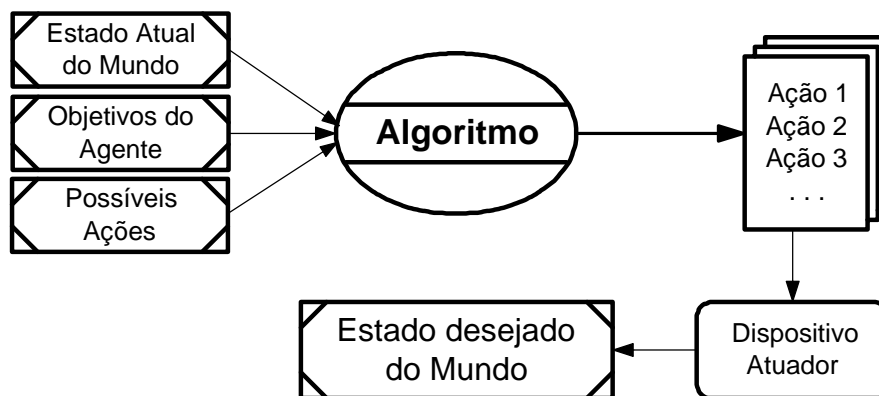 Estado Atual
do Mundo
Objetivos do
Agente
Possíveis
Ações
Algoritmo
Ação 1
Ação 2
Ação 3
. . .
Dispositivo
Atuador
Estado desejado
do Mundo